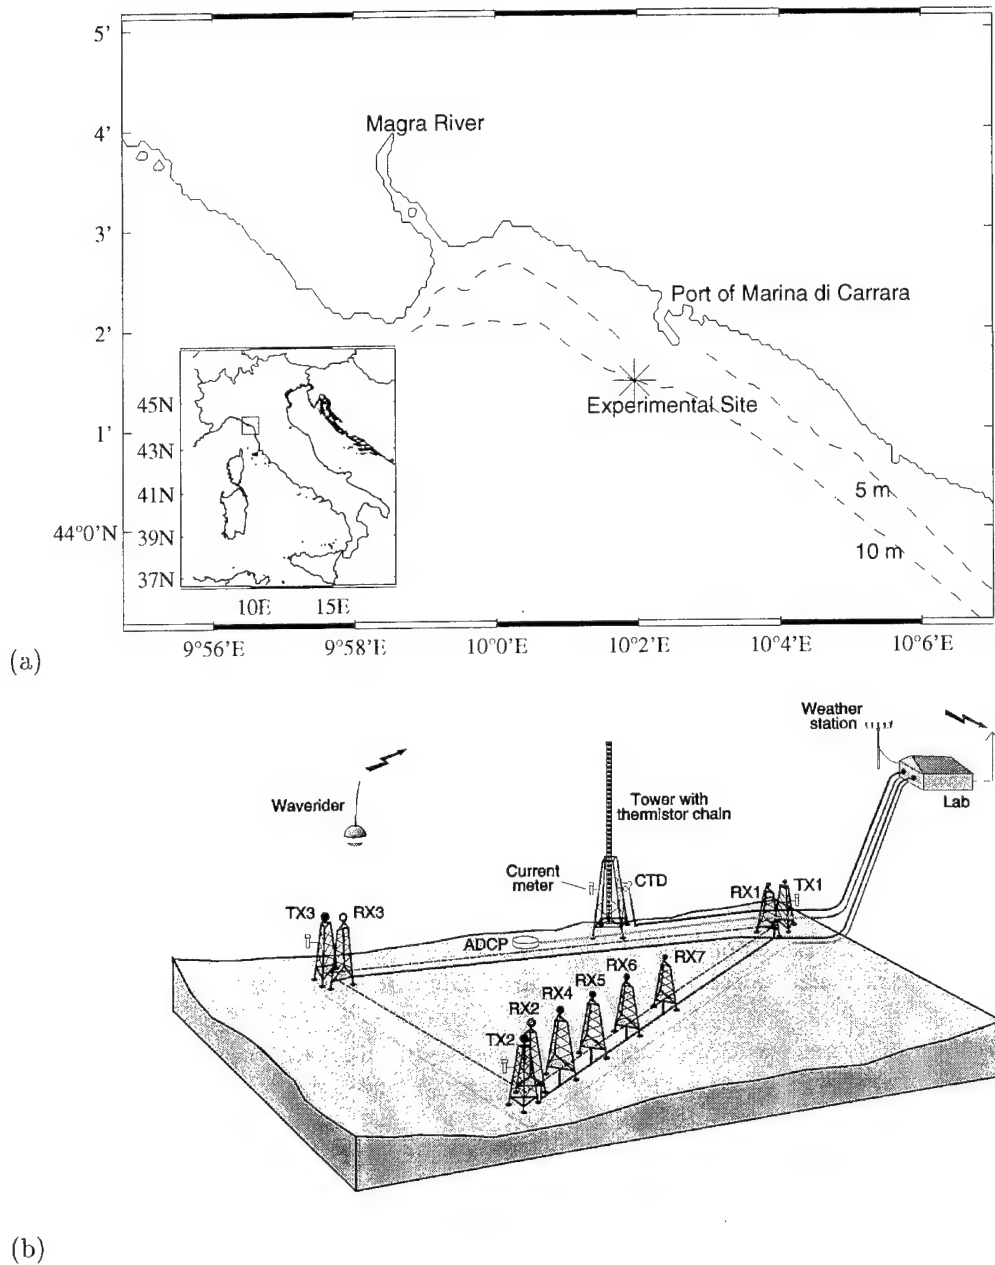 5'
4'
3'
2'
1'
44°0'N
Magra River
Port of Marina di Carrara
Experimental Site
5 m
10 m
45N
43N
41N
39N
37N
10E 15E
9°56'E 9°58'E 10°0'E 10°2'E 10°4'E 10°6'E
(a)
Weather
station
Lab
Waverider
Tower with
thermistor chain
Current
meter
CTD
RX1 TX1
TX3 RX3
ADCP
RX7
RX6
RX5
RX4
RX2
TX2
(b)